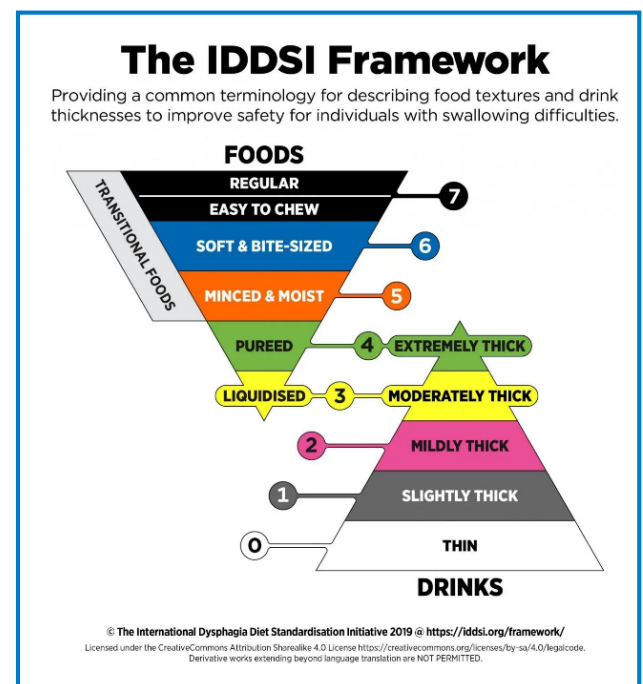 The IDDSI Framework
Providing a common terminology for describing food textures and drink
thicknesses to improve safety for individuals with swallowing difficulties.
FOODS
REGULAR
7
EASY TO CHEW
TRANSITIONAL FOODS
SOFT & BITE-SIZED
6
MINCED & MOIST
5
PUREED
4
EXTREMELY THICK
LIQUIDISED
3
MODERATELY THICK
2
MILDLY THICK
1
SLIGHTLY THICK
0
THIN
DRINKS
© The International Dysphagia Diet Standardisation Initiative 2019 @ https://iddsi.org/framework/
Licensed under the CreativeCommons Attribution Sharealike 4.0 License https://creativecommons.org/licenses/by-sa/4.0/legalcode.
Derivative works extending beyond language translation are NOT PERMITTED.